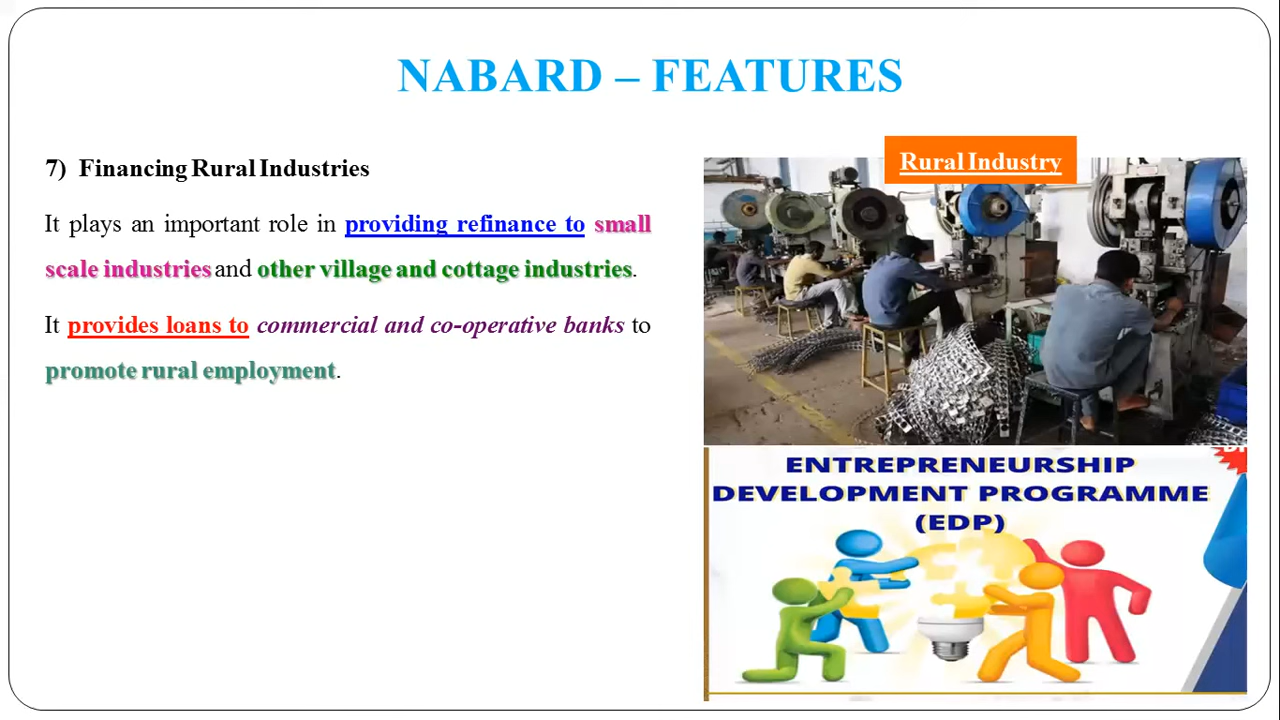 NABARD – FEATURES
7) Financing Rural Industries
It plays an important role in providing refinance to small
scale industries and other village and cottage industries.
It provides loans to commercial and co-operative banks to
promote rural employment.
Rural Industry
ENTREPRENEURSHIP
DEVELOPMENT PROGRAMME
(EDP)